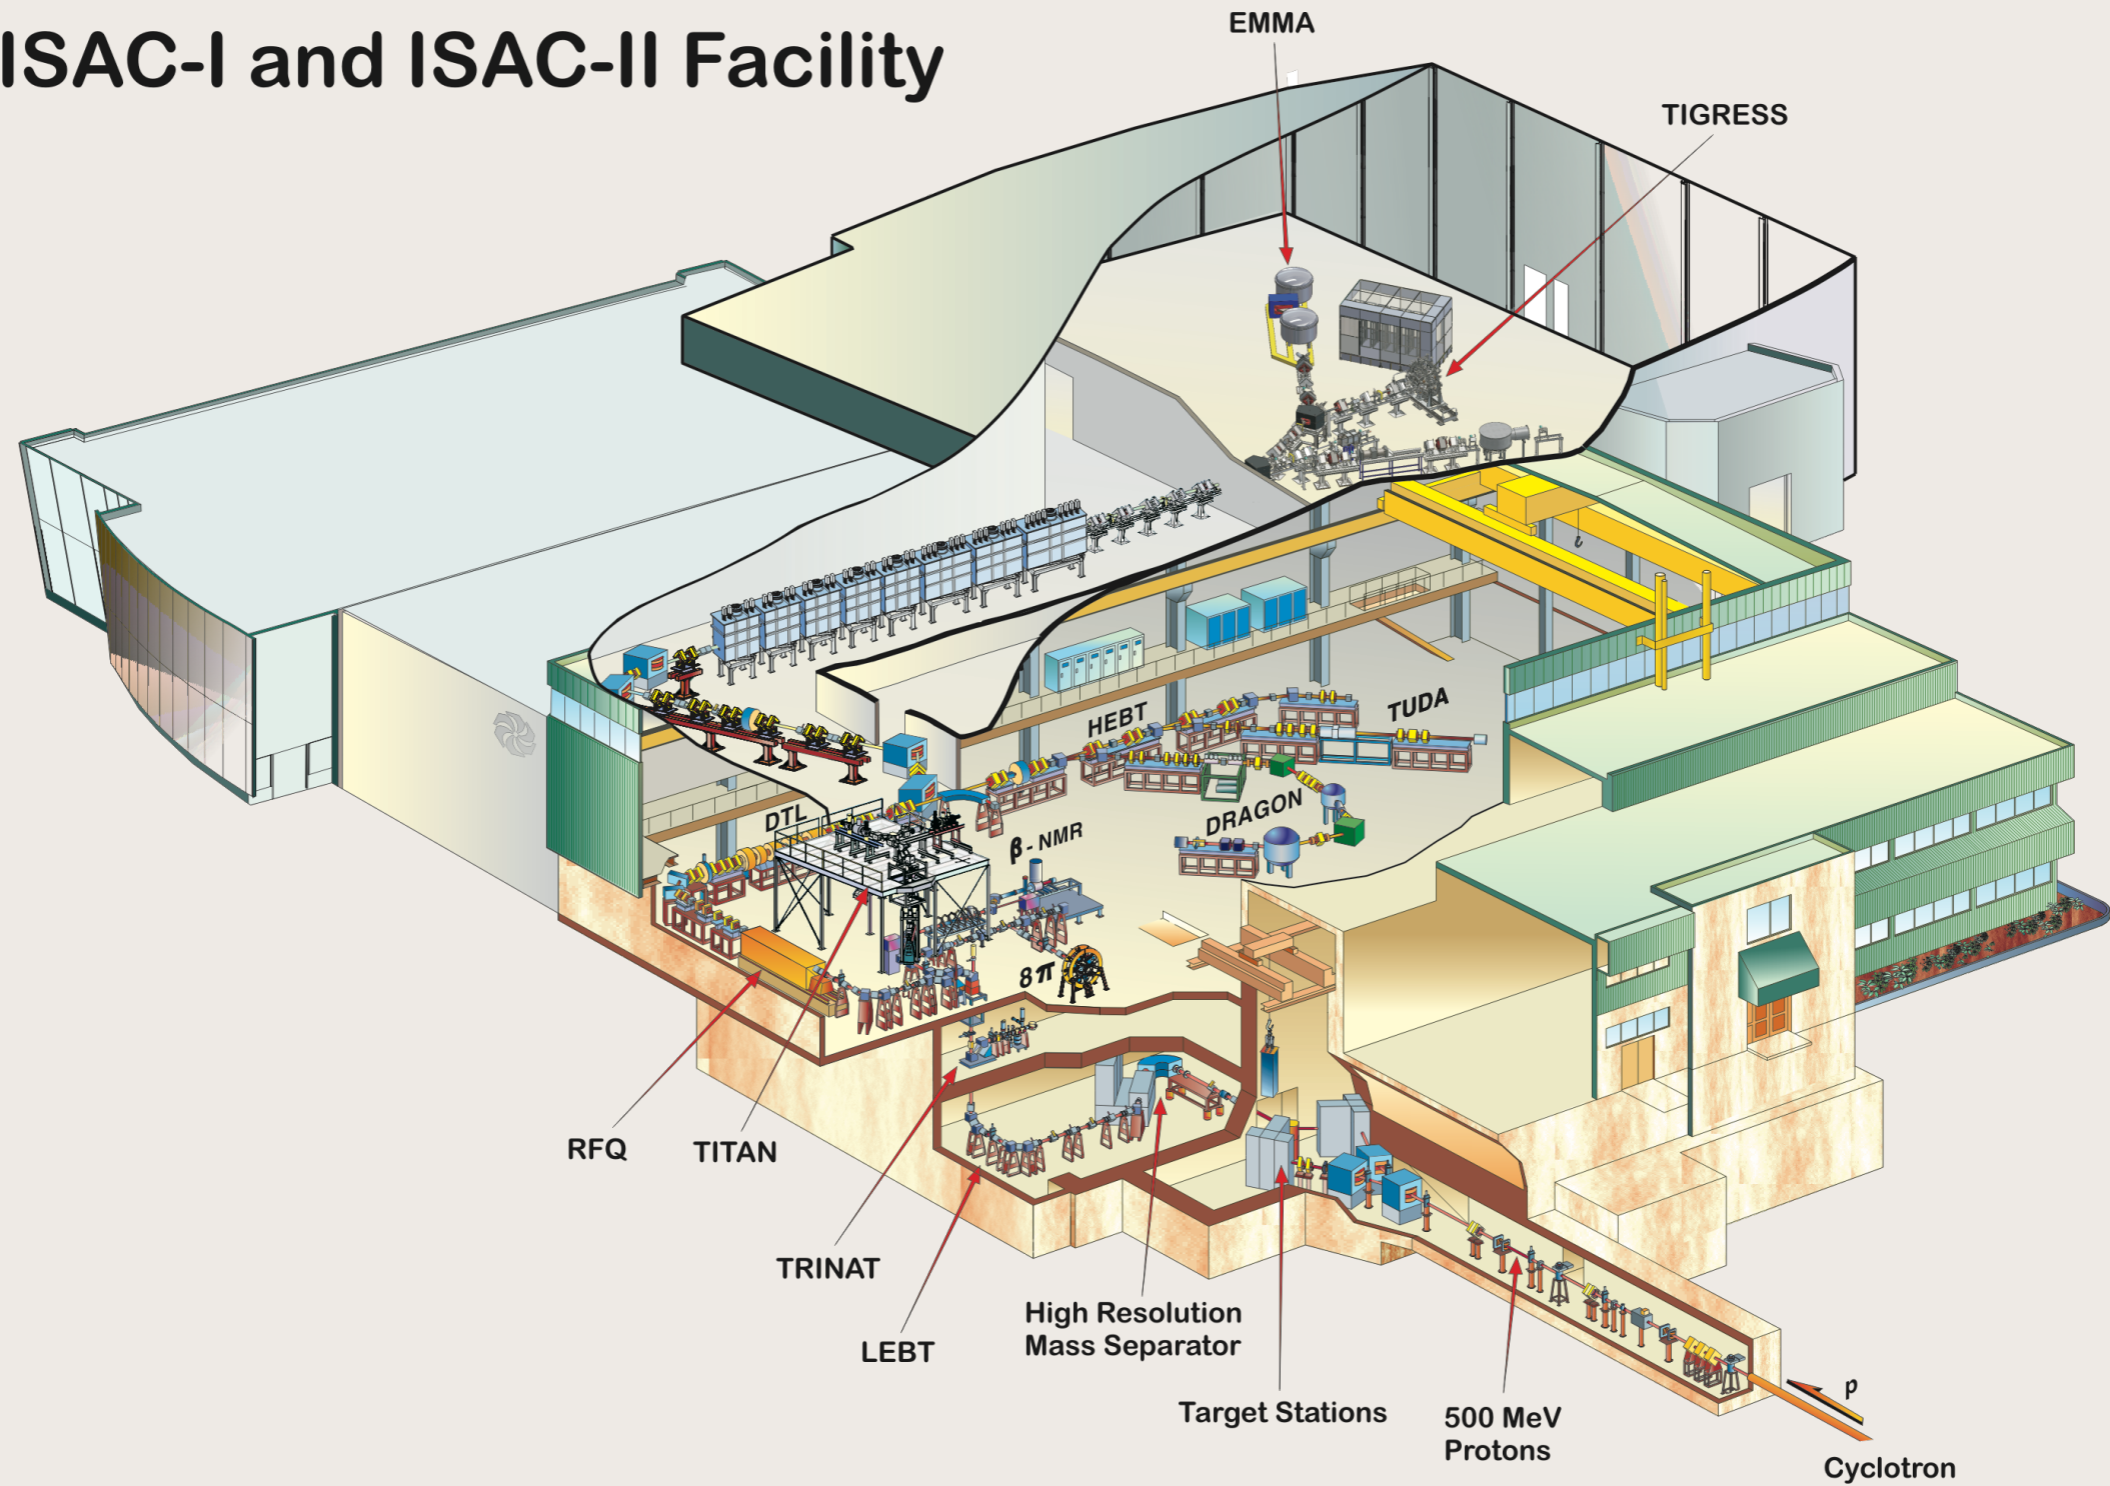 ISAC-I and ISAC-II Facility
EMMA
TIGRESS
HEBT
TUDA
DTL
DRAGON
β - NMR
8π
RFQ
TITAN
TRINAT
High Resolution
Mass Separator
LEBT
Target Stations
500 MeV
Protons
p
Cyclotron